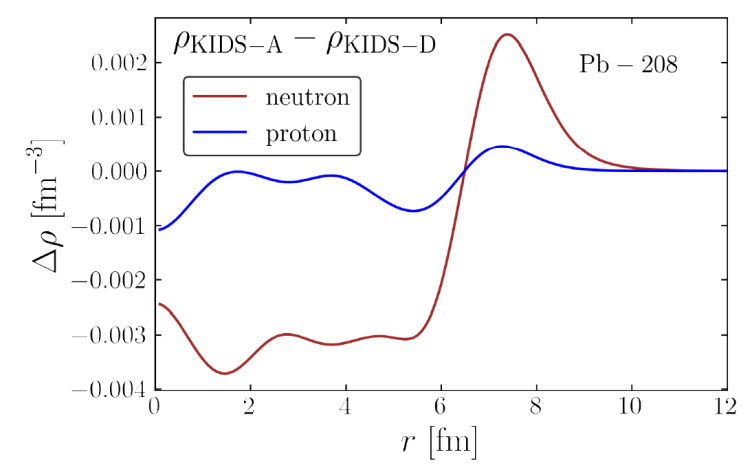 ρKIDS−A − ρKIDS−D
Pb − 208
neutron
proton
Δρ [fm⁻³]
0.002
0.001
0.000
−0.001
−0.002
−0.003
−0.004
0 2 4 6 8 10 12
r [fm]